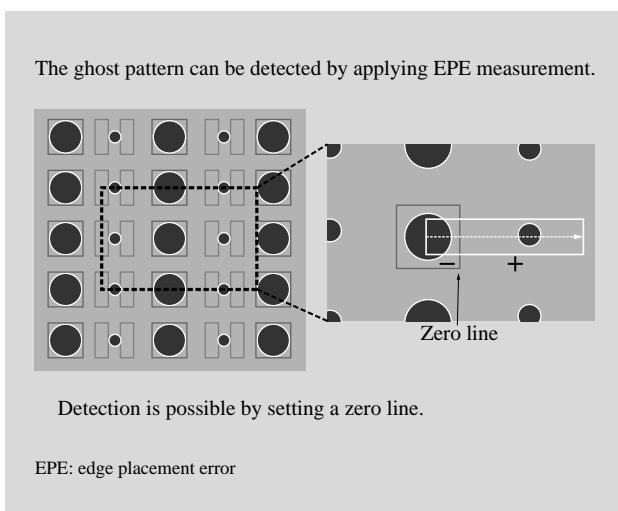 The ghost pattern can be detected by applying EPE measurement.
− +
Zero line
Detection is possible by setting a zero line.
EPE: edge placement error